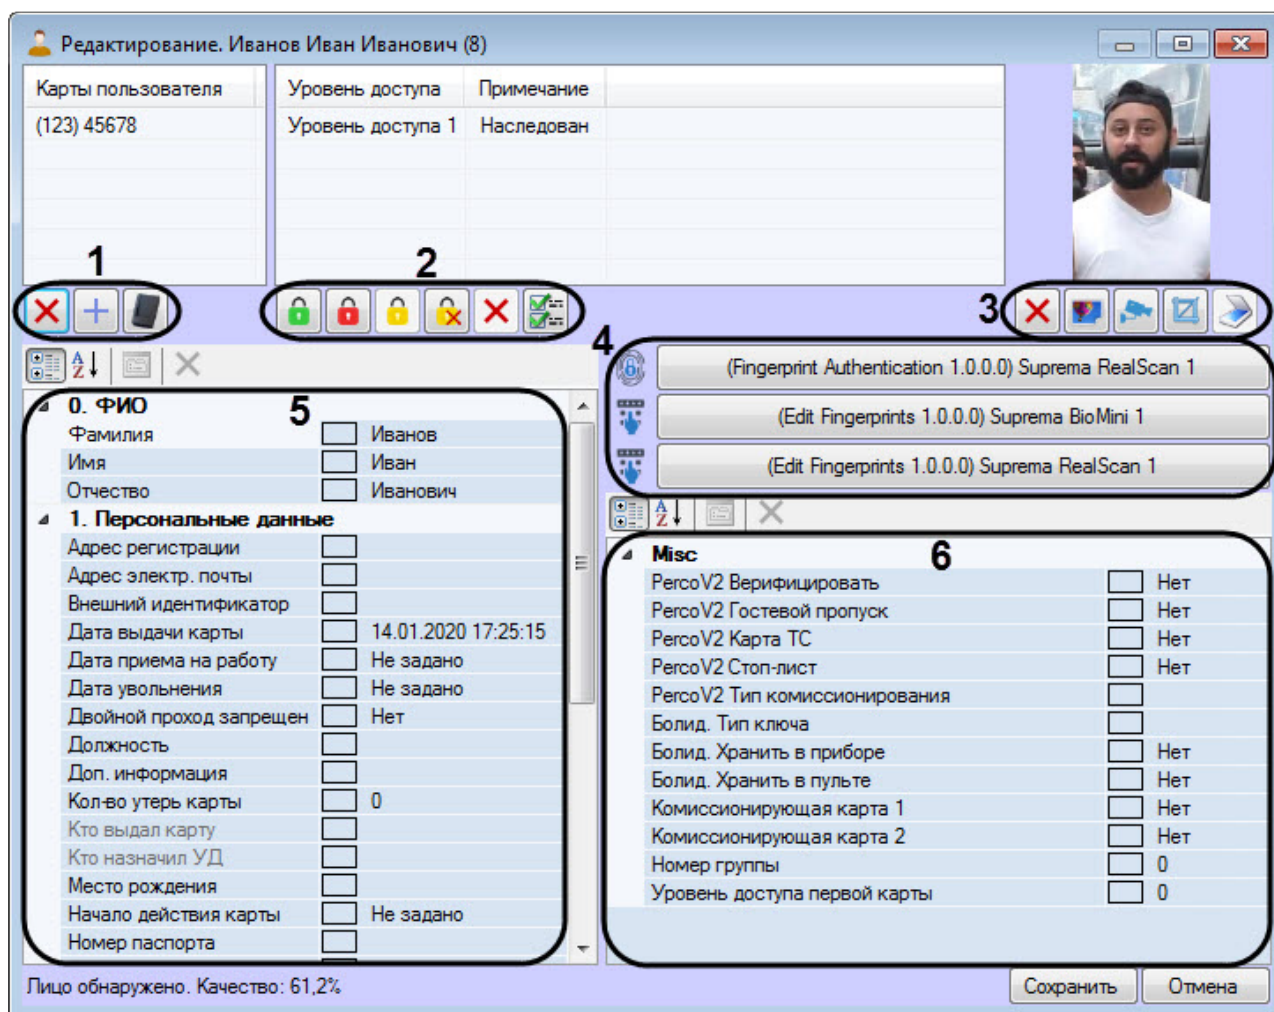 Редактирование. Иванов Иван Иванович (8)
Карты пользователя
Уровень доступа Примечание
(123) 45678
Уровень доступа 1 Наследован
1
2
3
4
(Fingerprint Authentication 1.0.0.0) Suprema RealScan 1
(Edit Fingerprints 1.0.0.0) Suprema BioMini 1
(Edit Fingerprints 1.0.0.0) Suprema RealScan 1
5
0. ФИО
Фамилия Иванов
Имя Иван
Отчество Иванович
1. Персональные данные
Адрес регистрации
Адрес электр. почты
Внешний идентификатор
Дата выдачи карты 14.01.2020 17:25:15
Дата приема на работу Не задано
Дата увольнения Не задано
Двойной проход запрещен Нет
Должность
Доп. информация
Кол-во утерь карты 0
Кто выдал карту
Кто назначил УД
Место рождения
Начало действия карты Не задано
Номер паспорта
6
Misc
PercoV2 Верифицировать Нет
PercoV2 Гостевой пропуск Нет
PercoV2 Карта ТС Нет
PercoV2 Стоп-лист Нет
PercoV2 Тип комиссионирования
Болид. Тип ключа
Болид. Хранить в приборе Нет
Болид. Хранить в пульте Нет
Комиссионирующая карта 1 Нет
Комиссионирующая карта 2 Нет
Номер группы 0
Уровень доступа первой карты 0
Лицо обнаружено. Качество: 61,2%
Сохранить
Отмена